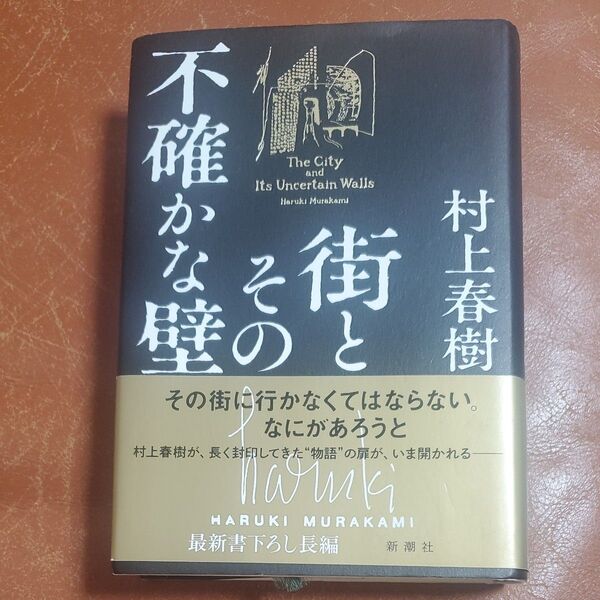 街と
その
不確かな壁
The City
and
Its Uncertain Walls
Haruki Murakami
村上春樹
その街に行かなくてはならない。
なにがあろうと
村上春樹が、長く封印してきた“物語”の扉が、いま開かれる――
haruki
HARUKI MURAKAMI
最新書下ろし長編
新潮社